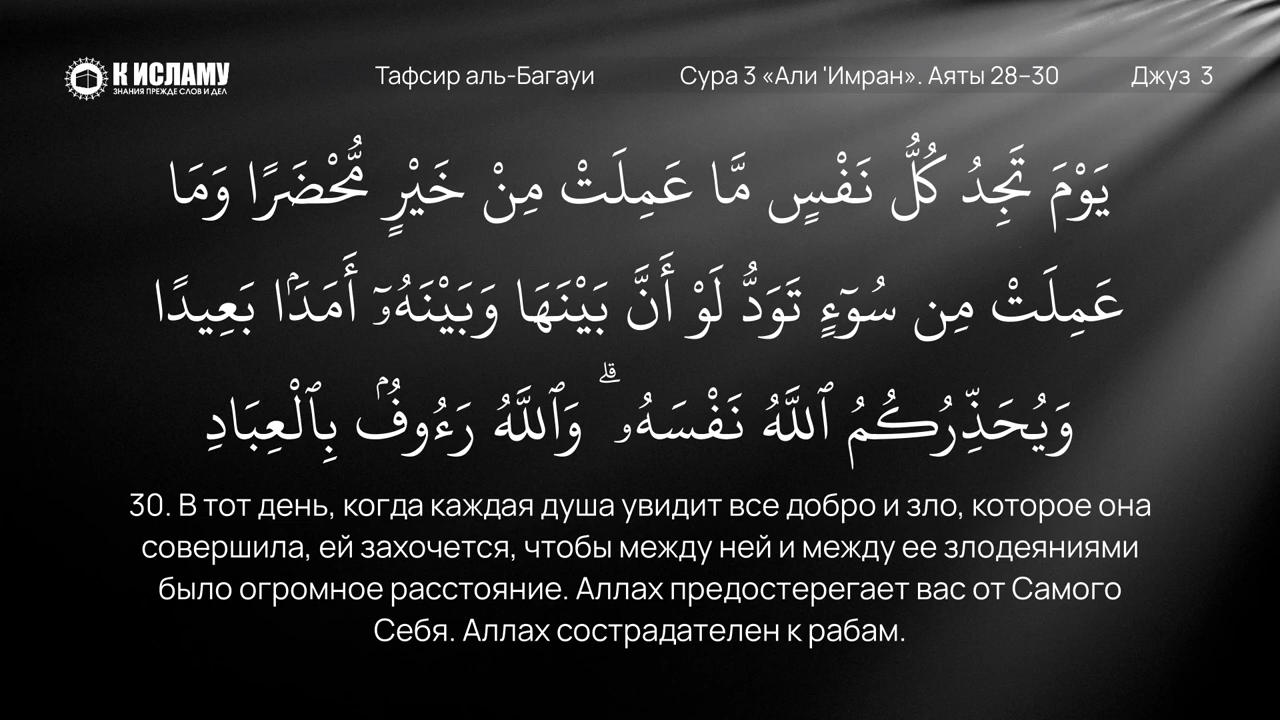 К ИСЛАМУ
ЗНАНИЯ ПРЕЖДЕ СЛОВ И ДЕЛ
Тафсир аль-Багауи
Сура 3 «Али 'Имран». Аяты 28–30
Джуз 3
يَوْمَ تَجِدُ كُلُّ نَفْسٍ مَّا عَمِلَتْ مِنْ خَيْرٍ مُّحْضَرًا وَمَا
عَمِلَتْ مِن سُوٓءٍ تَوَدُّ لَوْ أَنَّ بَيْنَهَا وَبَيْنَهُۥٓ أَمَدًۢا بَعِيدًا
وَيُحَذِّرُكُمُ ٱللَّهُ نَفْسَهُۥ ۗ وَٱللَّهُ رَءُوفٌۢ بِٱلْعِبَادِ
30. В тот день, когда каждая душа увидит все добро и зло, которое она
совершила, ей захочется, чтобы между ней и между ее злодеяниями
было огромное расстояние. Аллах предостерегает вас от Самого
Себя. Аллах сострадателен к рабам.